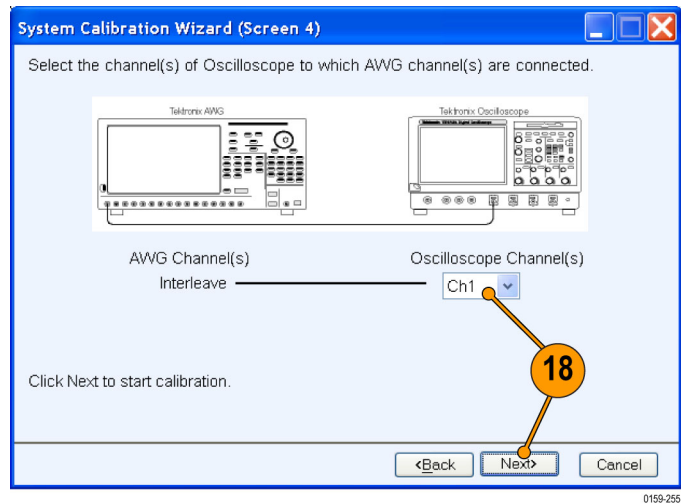 System Calibration Wizard (Screen 4)
Select the channel(s) of Oscilloscope to which AWG channel(s) are connected.
Tektronix AWG
Tektronix Oscilloscope
AWG Channel(s)
Oscilloscope Channel(s)
Interleave
Ch1
18
Click Next to start calibration.
<Back
Next>
Cancel
0159-255